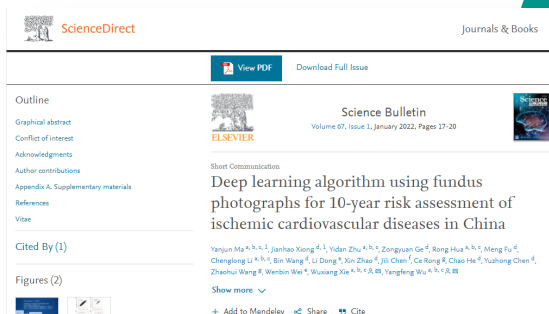 ScienceDirect
Journals & Books
View PDF
Download Full Issue
Outline
Graphical abstract
Conflict of interest
Acknowledgments
Author contributions
Appendix A. Supplementary materials
References
Vitae
Cited By (1)
Figures (2)
ELSEVIER
Science Bulletin
Volume 67, Issue 1, January 2022, Pages 17-20
Science
Short Communication
Deep learning algorithm using fundus
photographs for 10-year risk assessment of
ischemic cardiovascular diseases in China
Yanjun Ma a, b, c, 1, Jianhao Xiong d, 1, Yidan Zhu a, b, c, Zongyuan Ge d, Rong Hua a, b, c, Meng Fu d,
Chenglong Li a, b, c, Bin Wang d, Li Dong e, Xin Zhao d, Jili Chen f, Ce Rong g, Chao He d, Yuzhong Chen d,
Zhaohui Wang g, Wenbin Wei e, Wuxiang Xie a, b, c, Yangfeng Wu a, b, c
Show more
+ Add to Mendeley Share Cite